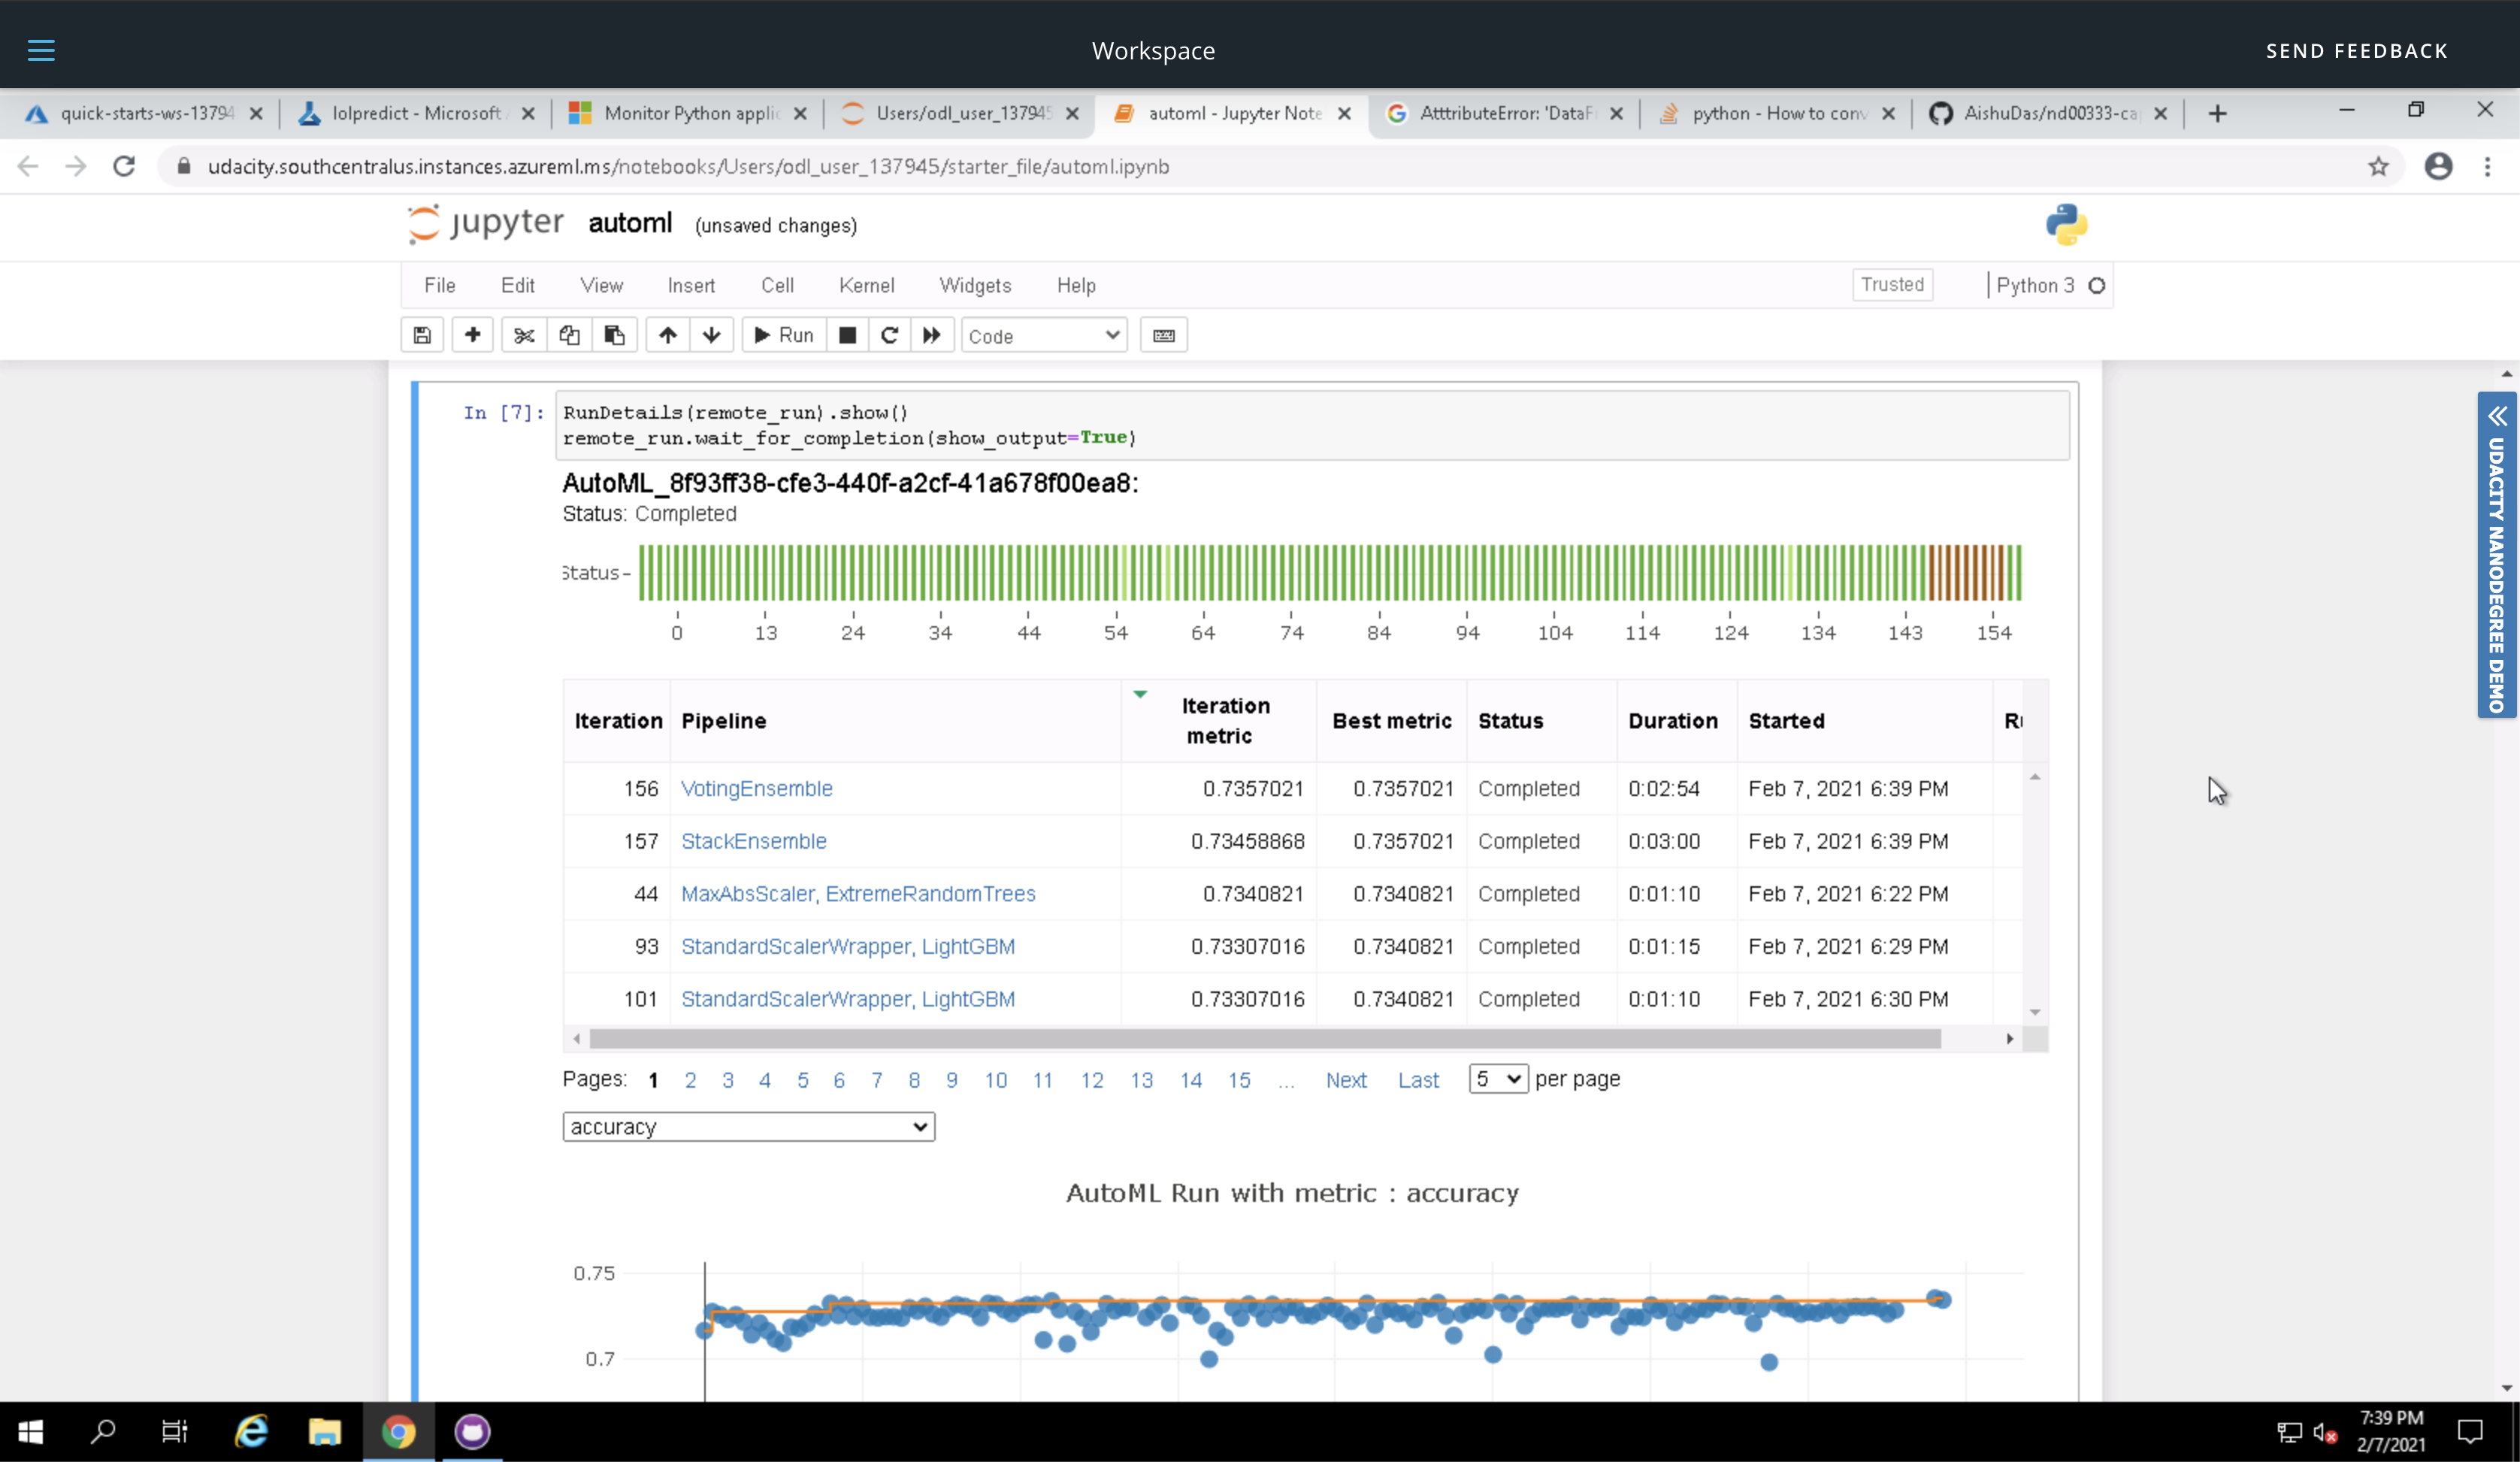 Workspace
SEND FEEDBACK
quick-starts-ws-13794
lolpredict - Microsoft
Monitor Python applic
Users/odl_user_137945
automl - Jupyter Note
AtttributeError: 'DataF
python - How to conv
AishuDas/nd00333-ca
udacity.southcentralus.instances.azureml.ms/notebooks/Users/odl_user_137945/starter_file/automl.ipynb
jupyter automl (unsaved changes)
File Edit View Insert Cell Kernel Widgets Help Trusted Python 3
Run Code
In [7]: RunDetails(remote_run).show()
remote_run.wait_for_completion(show_output=True)
AutoML_8f93ff38-cfe3-440f-a2cf-41a678f00ea8:
Status: Completed
Status
0 13 24 34 44 54 64 74 84 94 104 114 124 134 143 154
Iteration Pipeline Iteration metric Best metric Status Duration Started Ru
156 VotingEnsemble 0.7357021 0.7357021 Completed 0:02:54 Feb 7, 2021 6:39 PM
157 StackEnsemble 0.73458868 0.7357021 Completed 0:03:00 Feb 7, 2021 6:39 PM
44 MaxAbsScaler, ExtremeRandomTrees 0.7340821 0.7340821 Completed 0:01:10 Feb 7, 2021 6:22 PM
93 StandardScalerWrapper, LightGBM 0.73307016 0.7340821 Completed 0:01:15 Feb 7, 2021 6:29 PM
101 StandardScalerWrapper, LightGBM 0.73307016 0.7340821 Completed 0:01:10 Feb 7, 2021 6:30 PM
Pages: 1 2 3 4 5 6 7 8 9 10 11 12 13 14 15 ... Next Last 5 per page
accuracy
AutoML Run with metric : accuracy
0.75
0.7
UDACITY NANODEGREE DEMO
7:39 PM
2/7/2021